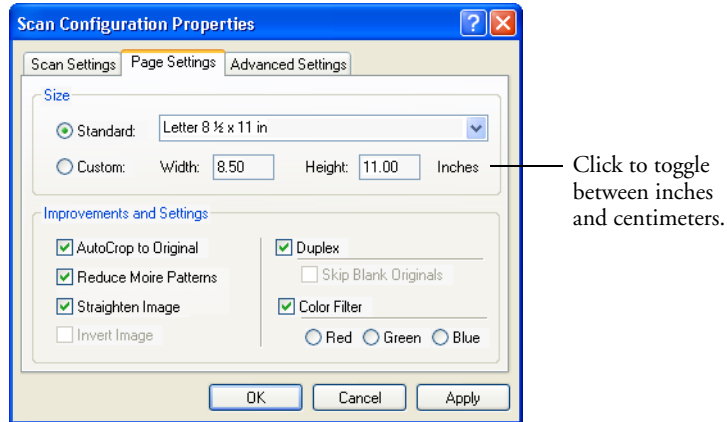 Scan Configuration Properties
Scan Settings Page Settings Advanced Settings
Size
Standard: Letter 8 ½ x 11 in
Custom: Width: 8.50 Height: 11.00 Inches
Click to toggle
between inches
and centimeters.
Improvements and Settings
AutoCrop to Original Duplex
Reduce Moire Patterns Skip Blank Originals
Straighten Image Color Filter
Invert Image Red Green Blue
OK Cancel Apply